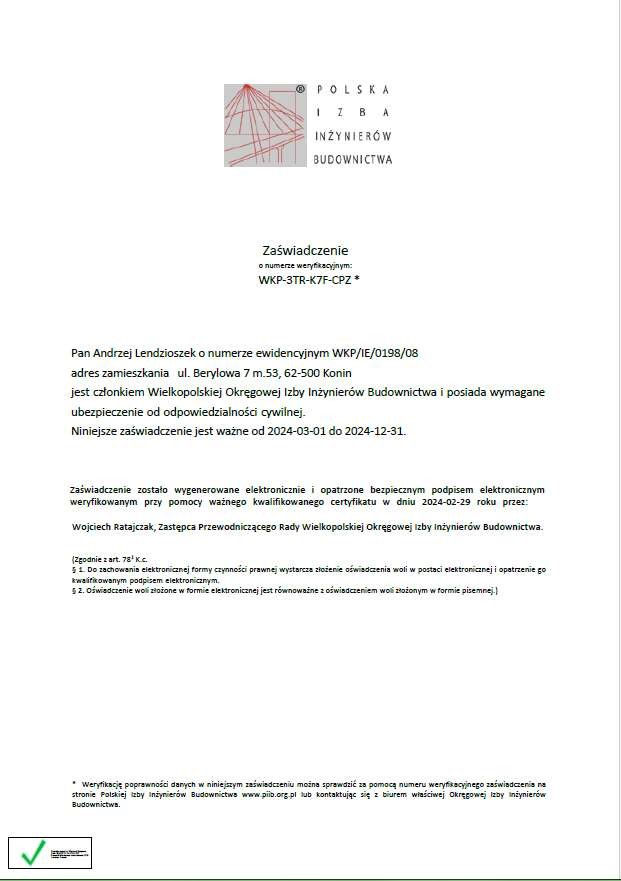 ®
POLSKA
IZBA
INŻYNIERÓW
BUDOWNICTWA
Zaświadczenie
o numerze weryfikacyjnym:
WKP-3TR-K7F-CPZ *
Pan Andrzej Lendzioszek o numerze ewidencyjnym WKP/IE/0198/08
adres zamieszkania ul. Berylowa 7 m.53, 62-500 Konin
jest członkiem Wielkopolskiej Okręgowej Izby Inżynierów Budownictwa i posiada wymagane
ubezpieczenie od odpowiedzialności cywilnej.
Niniejsze zaświadczenie jest ważne od 2024-03-01 do 2024-12-31.
Zaświadczenie zostało wygenerowane elektronicznie i opatrzone bezpiecznym podpisem elektronicznym
weryfikowanym przy pomocy ważnego kwalifikowanego certyfikatu w dniu 2024-02-29 roku przez:
Wojciech Ratajczak, Zastępca Przewodniczącego Rady Wielkopolskiej Okręgowej Izby Inżynierów Budownictwa.
(Zgodnie z art. 78¹ K.c.
§ 1. Do zachowania elektronicznej formy czynności prawnej wystarcza złożenie oświadczenia woli w postaci elektronicznej i opatrzenie go
kwalifikowanym podpisem elektronicznym.
§ 2. Oświadczenie woli złożone w formie elektronicznej jest równoważne z oświadczeniem woli złożonym w formie pisemnej.)
* Weryfikację poprawności danych w niniejszym zaświadczeniu można sprawdzić za pomocą numeru weryfikacyjnego zaświadczenia na
stronie Polskiej Izby Inżynierów Budownictwa www.piib.org.pl lub kontaktując się z biurem właściwej Okręgowej Izby Inżynierów
Budownictwa.